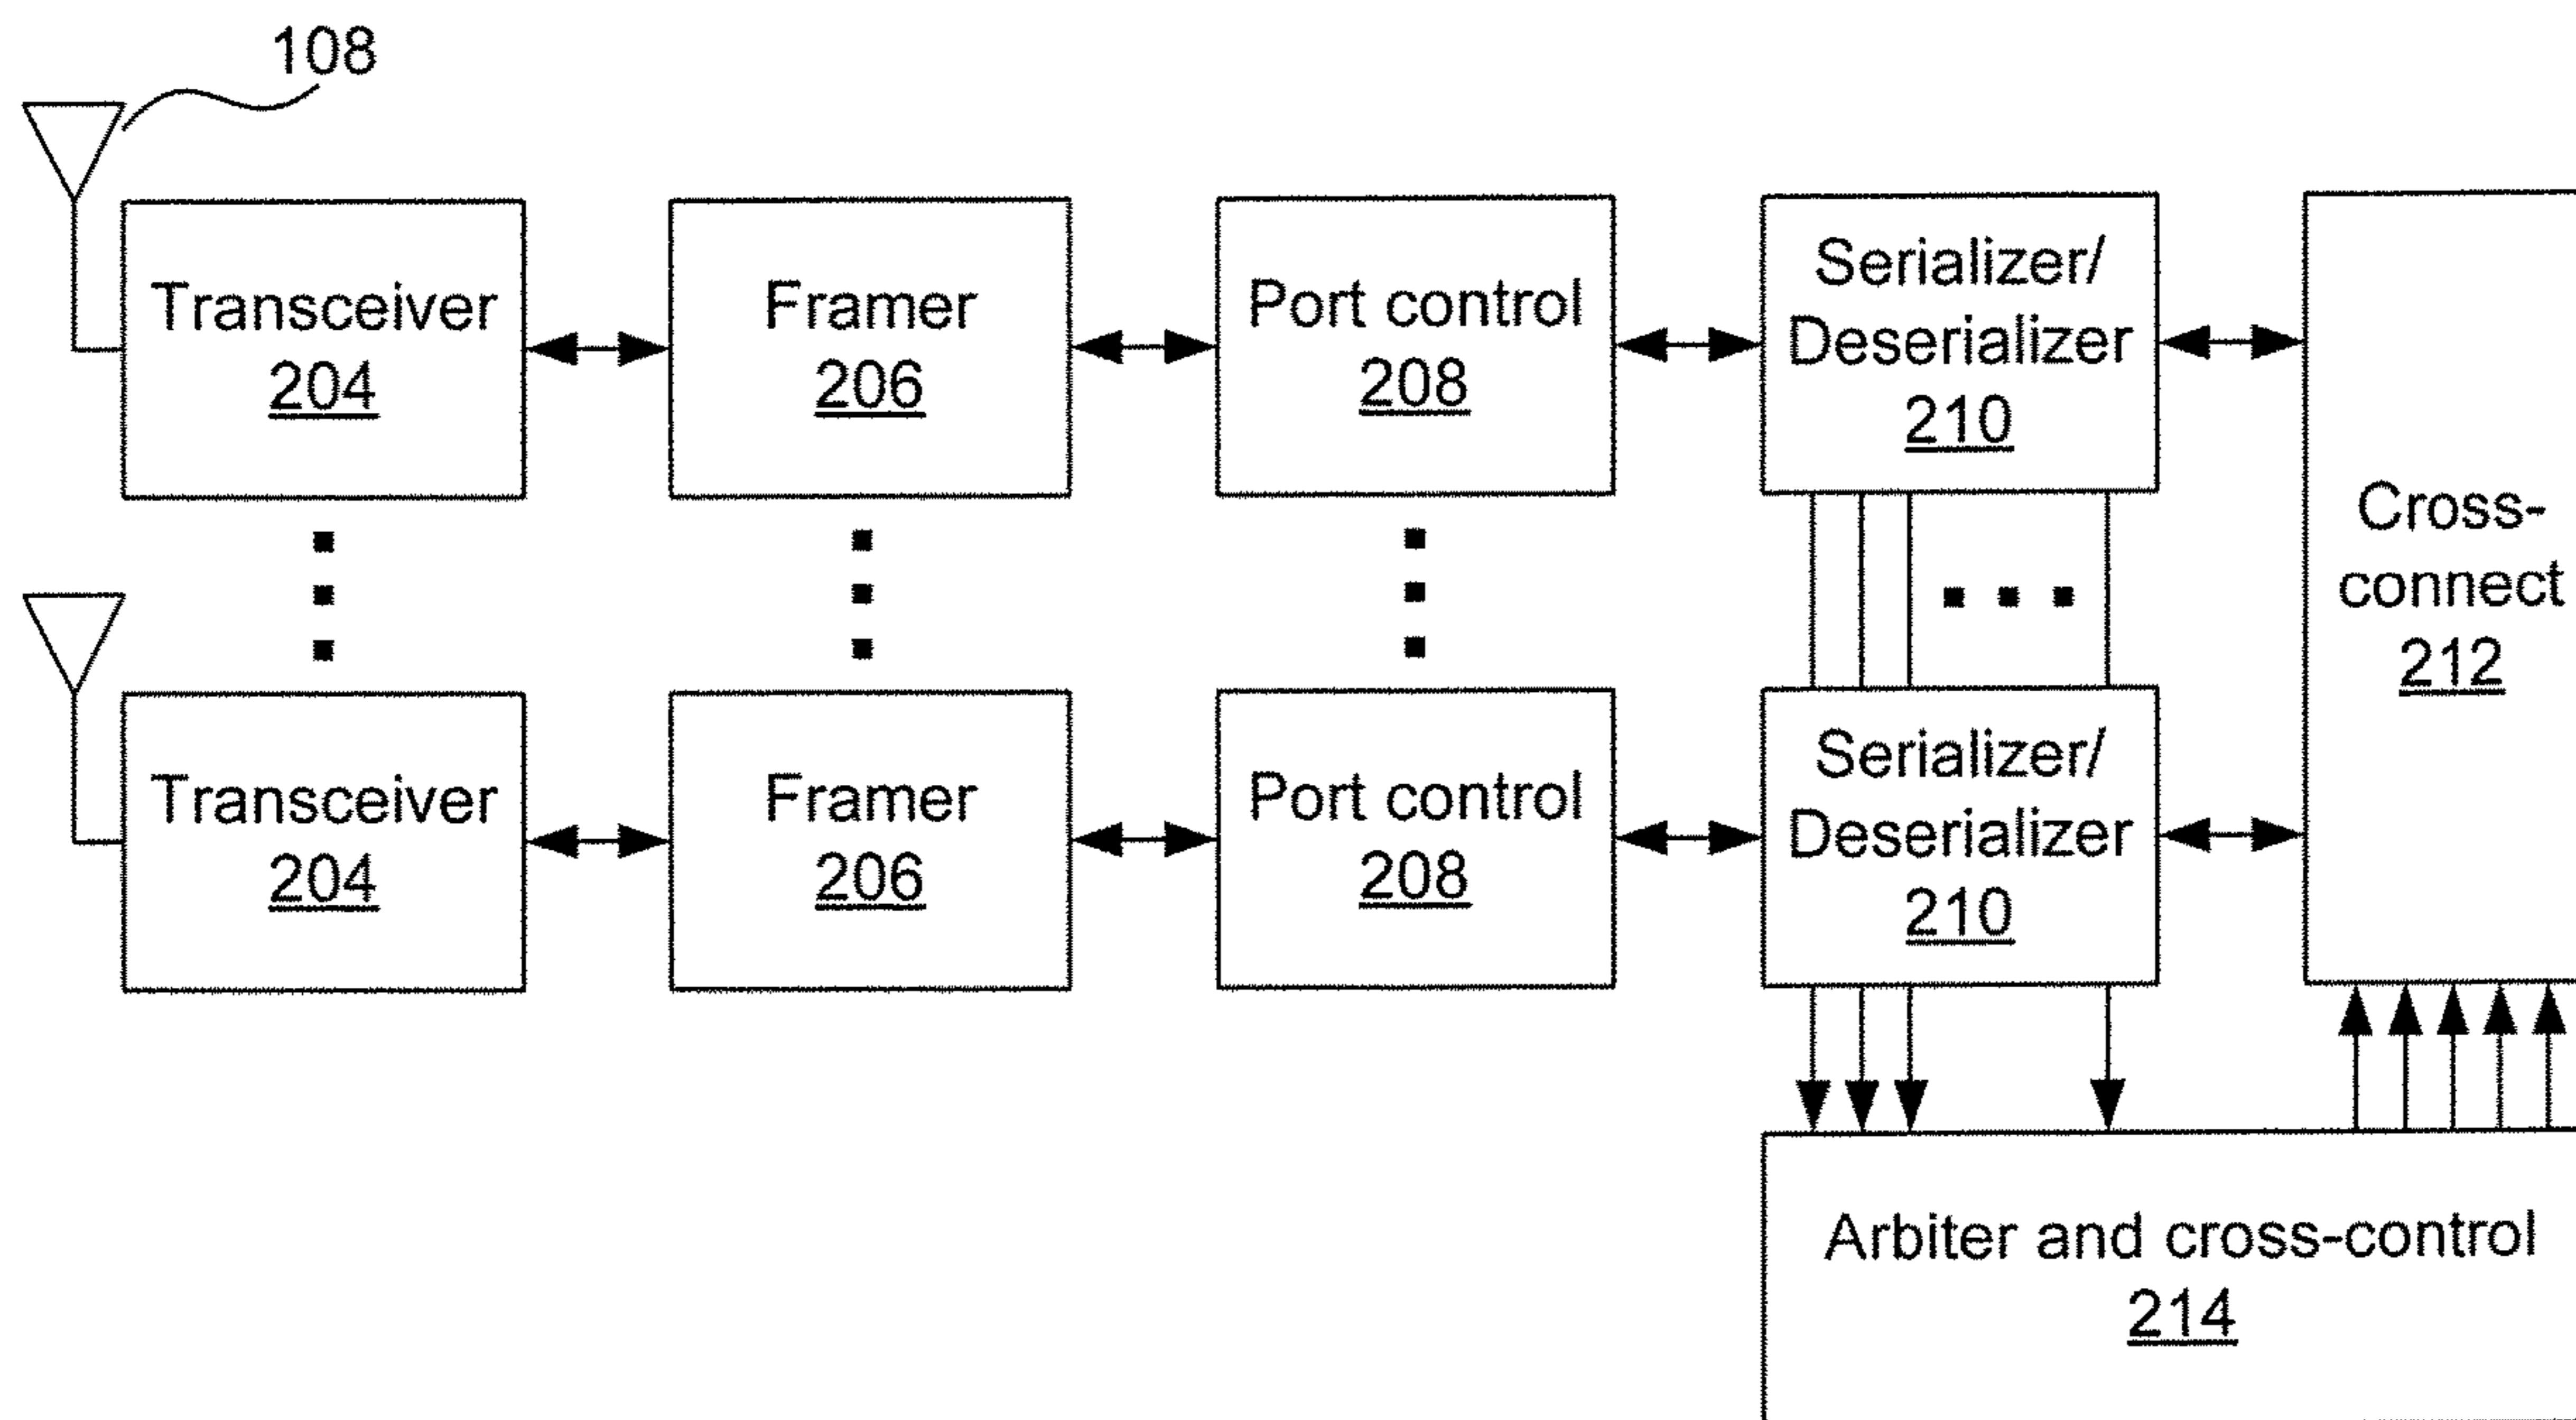 108
Transceiver
204
Framer
206
Port control
208
Serializer/
Deserializer
210
Cross-
connect
212
Transceiver
204
Framer
206
Port control
208
Serializer/
Deserializer
210
Arbiter and cross-control
214